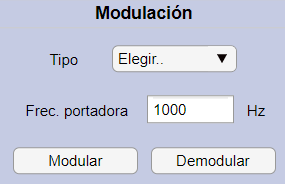 Modulación
Tipo Elegir..
Frec. portadora 1000 Hz
Modular Demodular